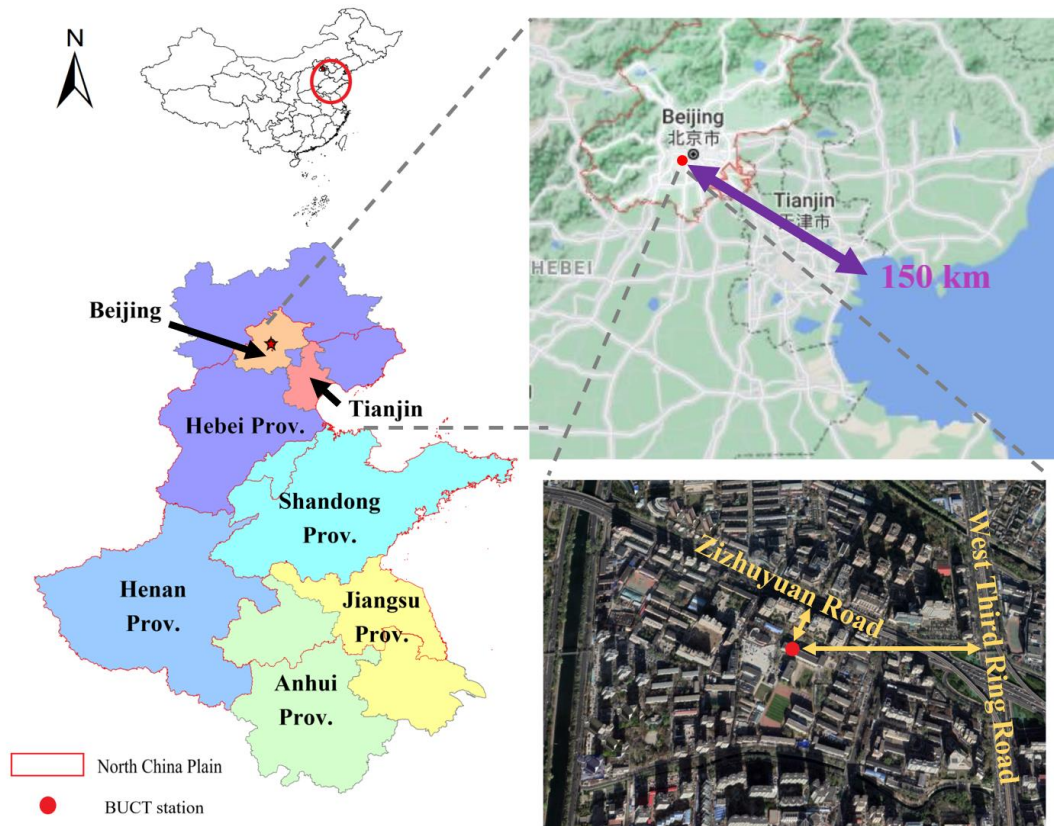 N
Beijing
Tianjin
Hebei Prov.
Shandong
Prov.
Henan
Prov.
Jiangsu
Prov.
Anhui
Prov.
North China Plain
BUCT station
Beijing
北京市
Tianjin
天津市
HEBEI
150 km
Zizhuyuan Road
West Third Ring Road